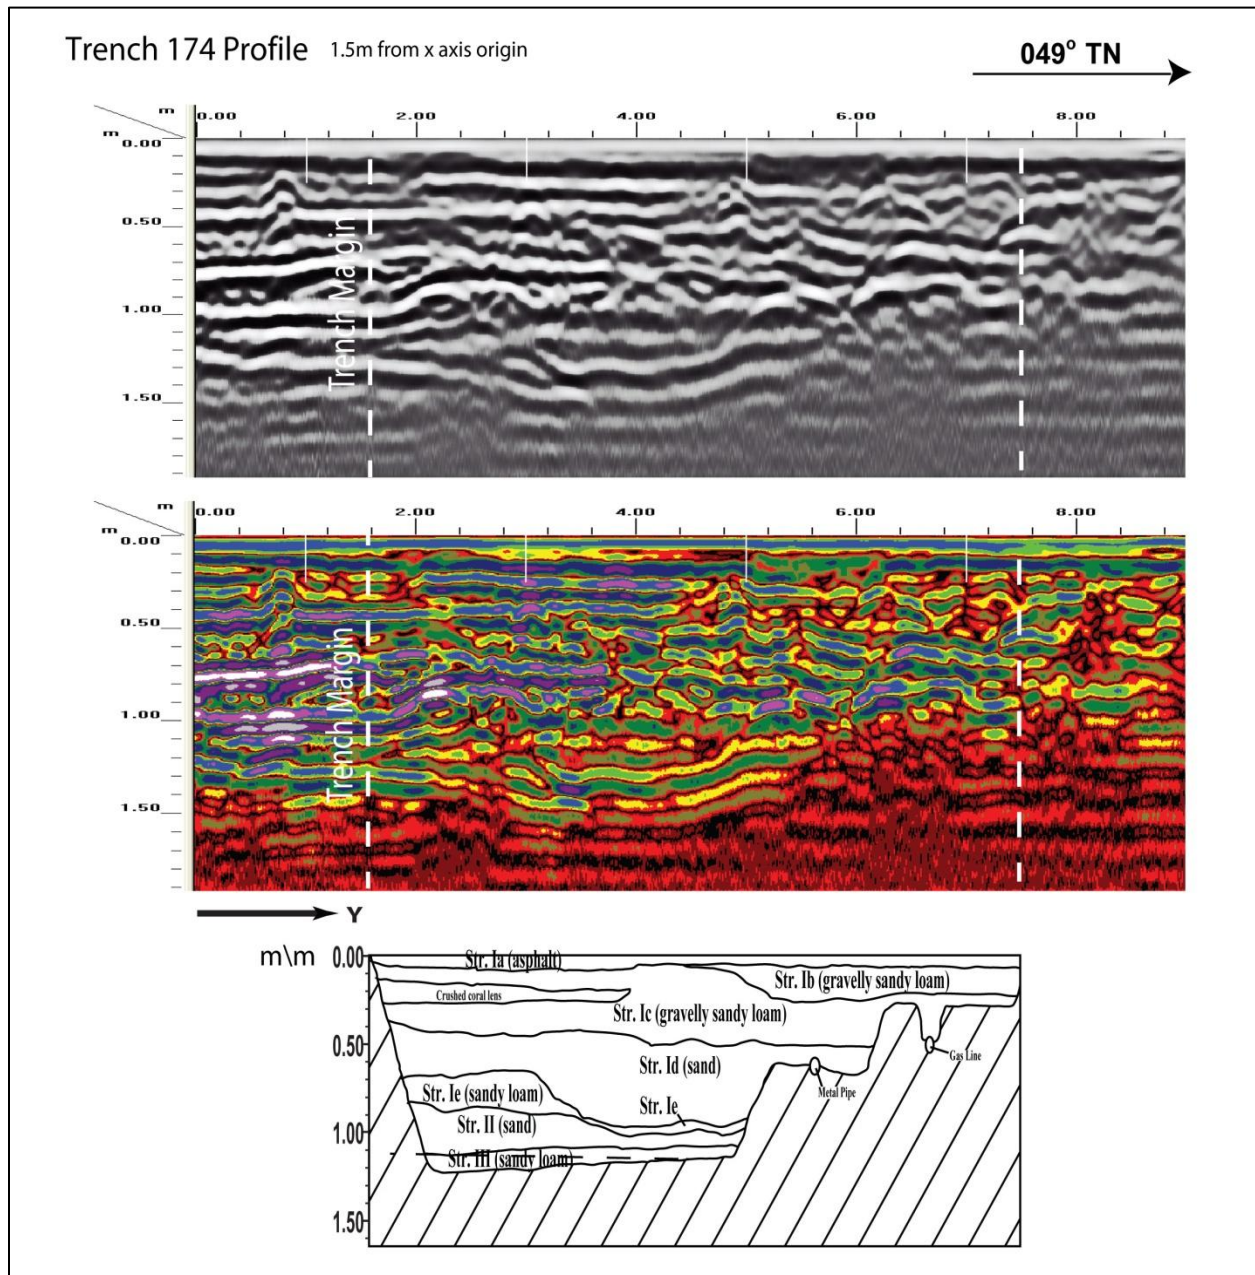 Trench 174 Profile 1.5m from x axis origin
049° TN
m 0.00 2.00 4.00 6.00 8.00
m
0.00
0.50
1.00
1.50
Trench Margin
m 0.00 2.00 4.00 6.00 8.00
m
0.00
0.50
1.00
1.50
Trench Margin
Y
m\m
0.00
0.50
1.00
1.50
Str. Ia (asphalt)
Str. Ib (gravelly sandy loam)
Crushed coral lens
Str. Ic (gravelly sandy loam)
Str. Id (sand)
Gas Line
Str. Ie (sandy loam)
Metal Pipe
Str. Ie
Str. II (sand)
Str. III (sandy loam)